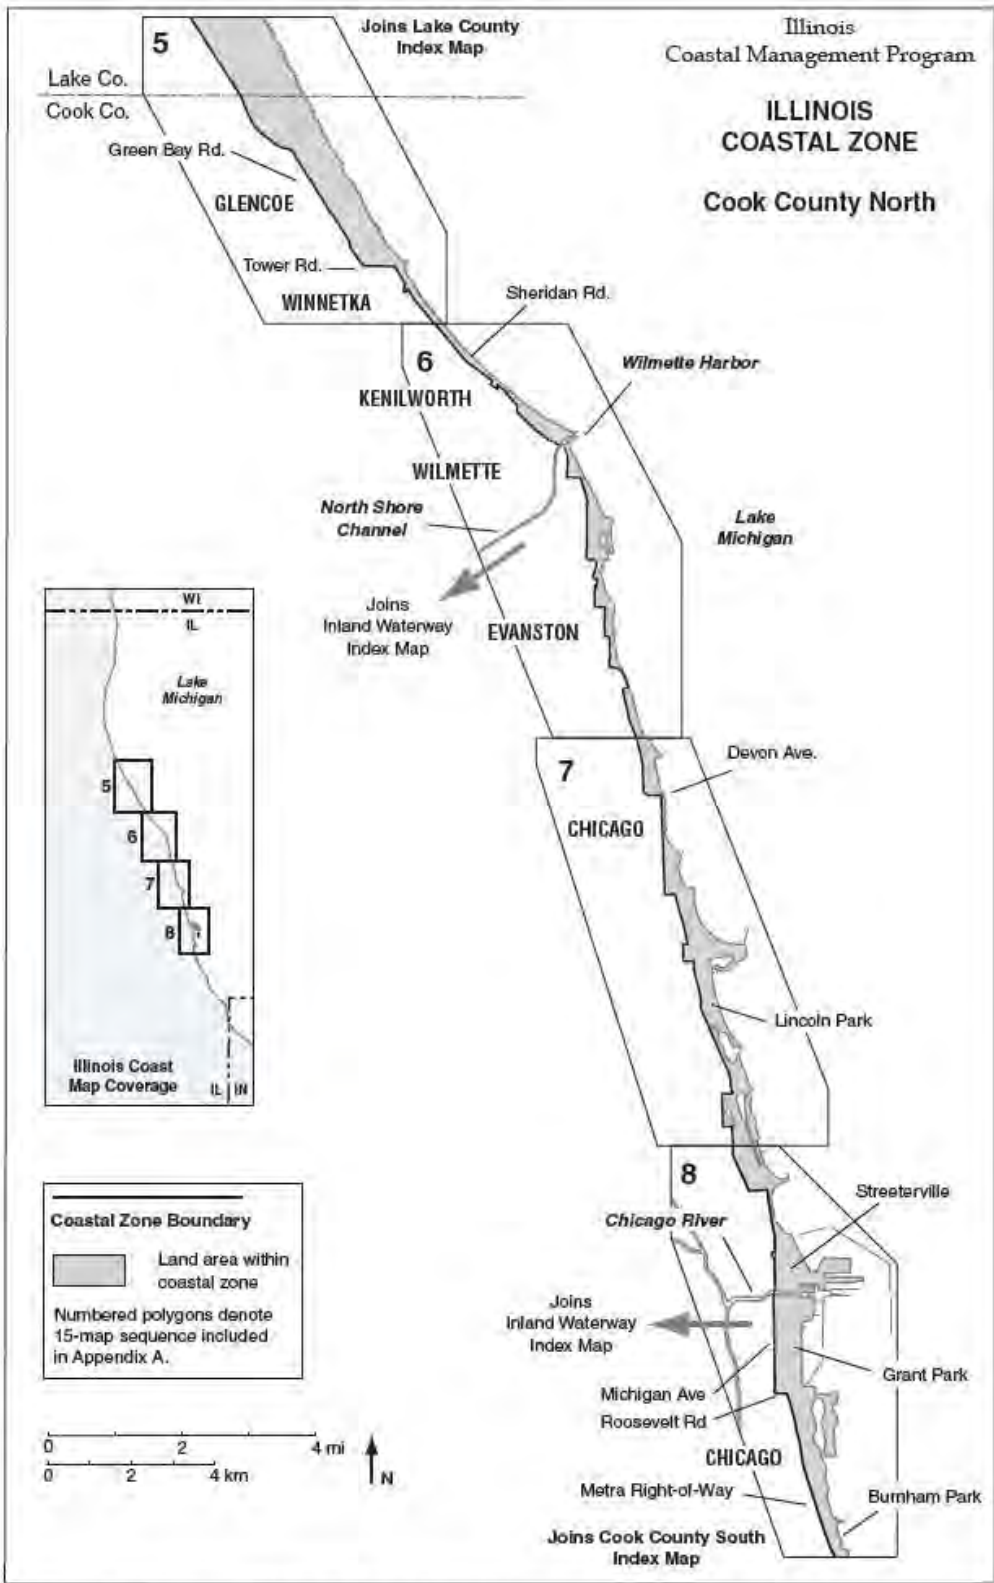 Illinois
Coastal Management Program
ILLINOIS
COASTAL ZONE
Cook County North
5
Joins Lake County
Index Map
Lake Co.
Cook Co.
Green Bay Rd.
GLENCOE
Tower Rd.
WINNETKA
Sheridan Rd.
6
Wilmette Harbor
KENILWORTH
WILMETTE
North Shore
Channel
Lake
Michigan
Joins
Inland Waterway
Index Map
EVANSTON
WI
IL
Lake
Michigan
5
6
7
8
Illinois Coast
Map Coverage
IL IN
7
Devon Ave.
CHICAGO
Lincoln Park
8
Streeterville
Chicago River
Joins
Inland Waterway
Index Map
Grant Park
Michigan Ave
Roosevelt Rd
CHICAGO
Metra Right-of-Way
Burnham Park
Joins Cook County South
Index Map
Coastal Zone Boundary
Land area within
coastal zone
Numbered polygons denote
15-map sequence included
in Appendix A.
0 2 4 mi
0 2 4 km
N